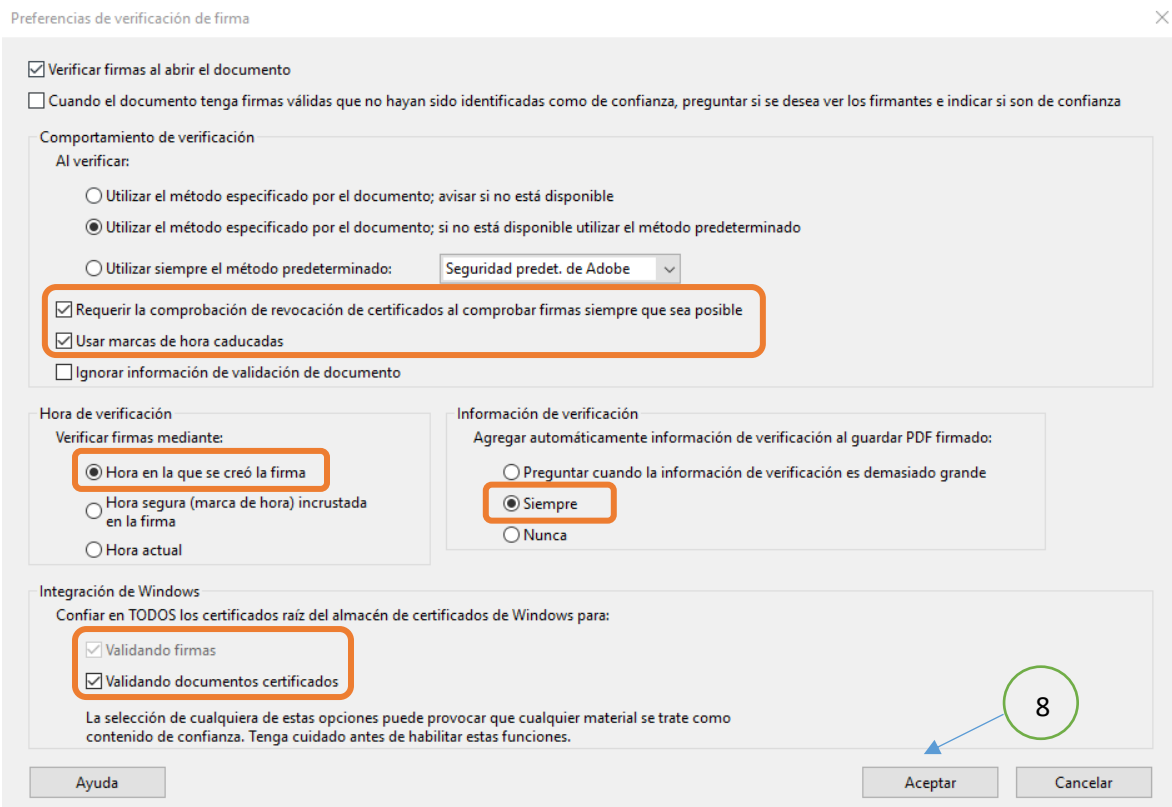 Preferencias de verificación de firma
Verificar firmas al abrir el documento
Cuando el documento tenga firmas válidas que no hayan sido identificadas como de confianza, preguntar si se desea ver los firmantes e indicar si son de confianza
Comportamiento de verificación
Al verificar:
Utilizar el método especificado por el documento; avisar si no está disponible
Utilizar el método especificado por el documento; si no está disponible utilizar el método predeterminado
Utilizar siempre el método predeterminado: Seguridad predet. de Adobe
Requerir la comprobación de revocación de certificados al comprobar firmas siempre que sea posible
Usar marcas de hora caducadas
Ignorar información de validación de documento
Hora de verificación
Verificar firmas mediante:
Hora en la que se creó la firma
Hora segura (marca de hora) incrustada
en la firma
Hora actual
Información de verificación
Agregar automáticamente información de verificación al guardar PDF firmado:
Preguntar cuando la información de verificación es demasiado grande
Siempre
Nunca
Integración de Windows
Confiar en TODOS los certificados raíz del almacén de certificados de Windows para:
Validando firmas
Validando documentos certificados
La selección de cualquiera de estas opciones puede provocar que cualquier material se trate como
contenido de confianza. Tenga cuidado antes de habilitar estas funciones.
8
Ayuda
Aceptar
Cancelar